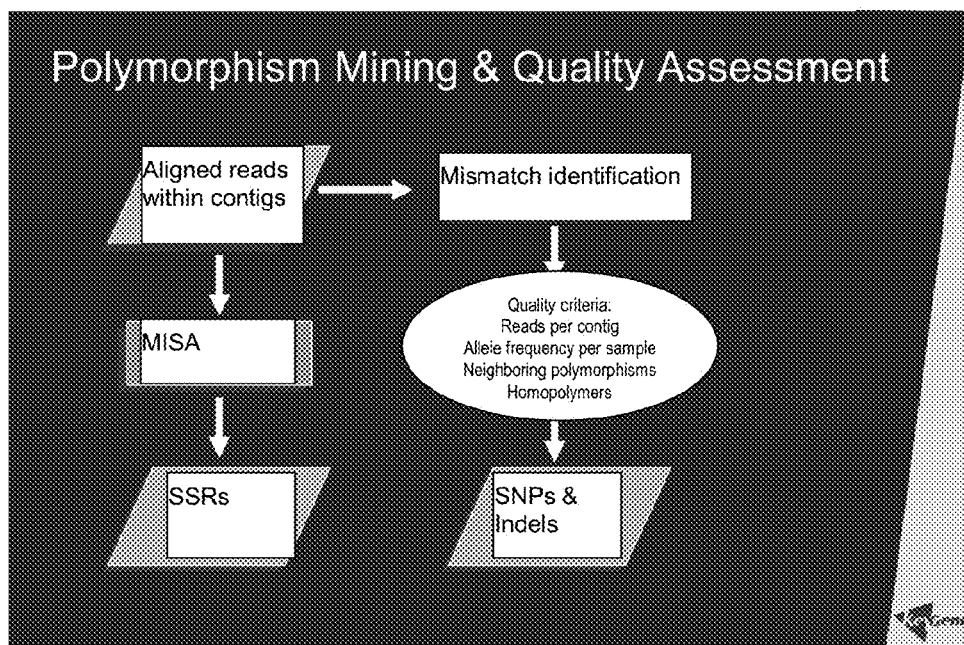 Polymorphism Mining & Quality Assessment
Aligned reads
within contigs
Mismatch identification
Quality criteria:
Reads per contig
Allele frequency per sample
Neighboring polymorphisms
Homopolymers
MISA
SSRs
SNPs &
Indels